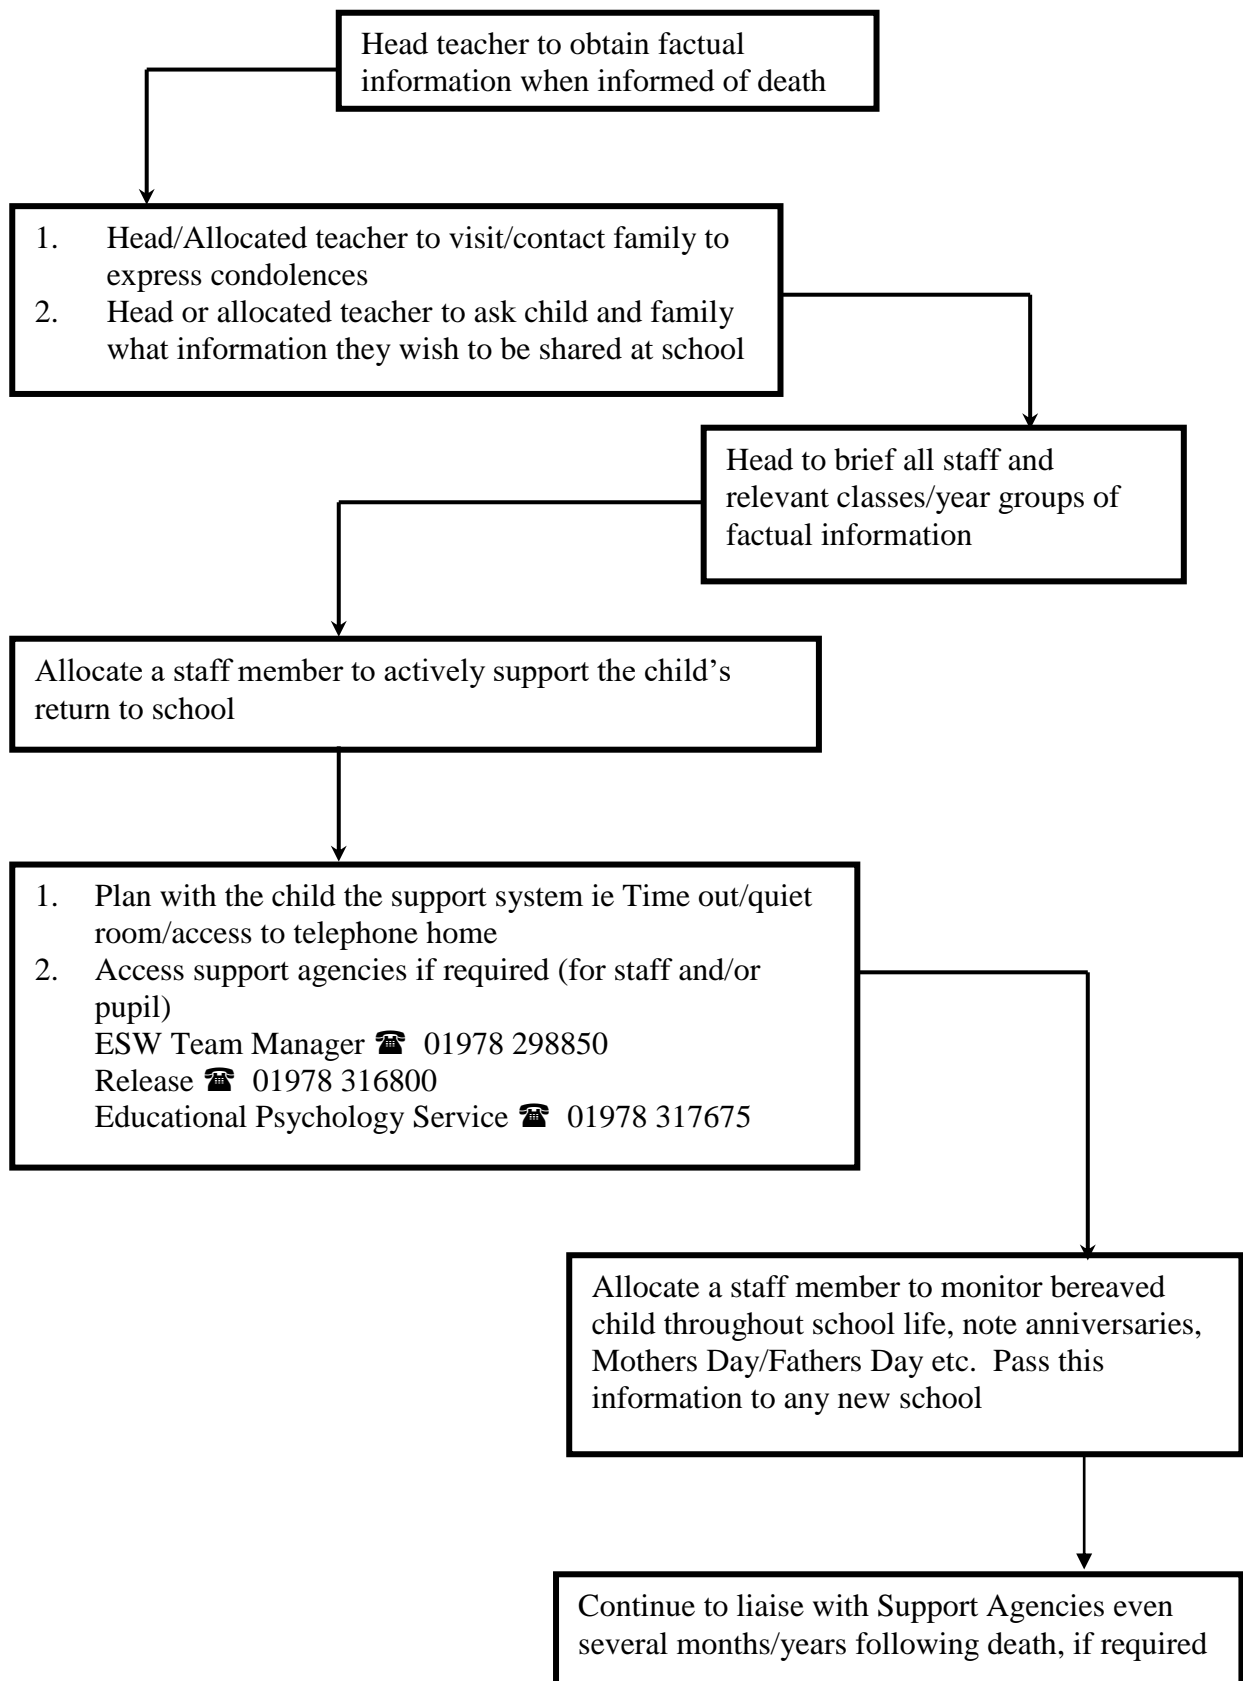 Head teacher to obtain factual
information when informed of death
1. Head/Allocated teacher to visit/contact family to
express condolences
2. Head or allocated teacher to ask child and family
what information they wish to be shared at school
Head to brief all staff and
relevant classes/year groups of
factual information
Allocate a staff member to actively support the child’s
return to school
1. Plan with the child the support system ie Time out/quiet
room/access to telephone home
2. Access support agencies if required (for staff and/or
pupil)
ESW Team Manager ☎ 01978 298850
Release ☎ 01978 316800
Educational Psychology Service ☎ 01978 317675
Allocate a staff member to monitor bereaved
child throughout school life, note anniversaries,
Mothers Day/Fathers Day etc. Pass this
information to any new school
Continue to liaise with Support Agencies even
several months/years following death, if required